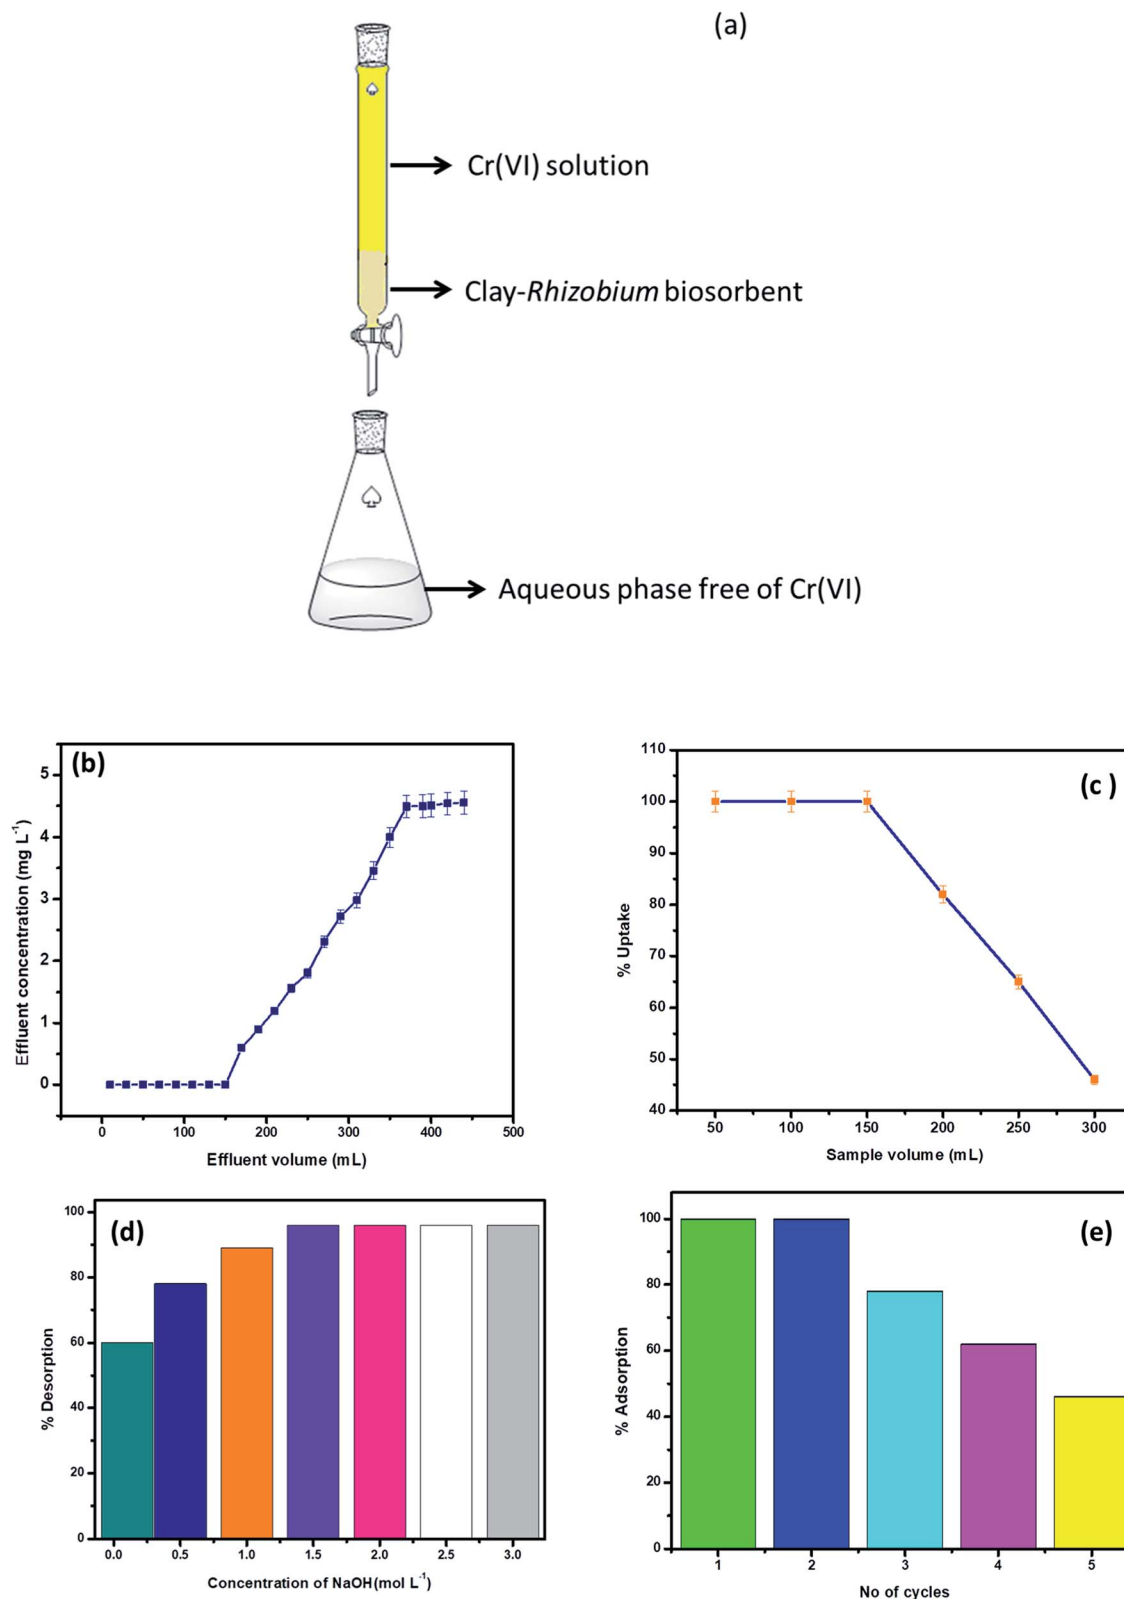 (a)
Cr(VI) solution
Clay-Rhizobium biosorbent
Aqueous phase free of Cr(VI)
(b)
5
4
3
2
1
0
Effluent concentration (mg L⁻¹)
0 100 200 300 400 500
Effluent volume (mL)
(c )
110
100
90
80
70
60
50
40
% Uptake
50 100 150 200 250 300
Sample volume (mL)
(d)
100
80
60
40
20
0
% Desorption
0.0 0.5 1.0 1.5 2.0 2.5 3.0
Concentration of NaOH(mol L⁻¹)
(e)
100
80
60
40
20
0
% Adsorption
1 2 3 4 5
No of cycles